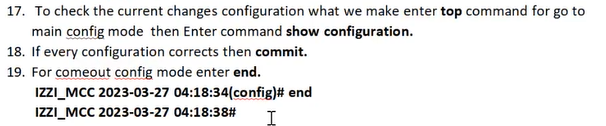 17. To check the current changes configuration what we make enter top command for go to
main config mode then Enter command show configuration.
18. If every configuration corrects then commit.
19. For comeout config mode enter end.
IZZI_MCC 2023-03-27 04:18:34(config)# end
IZZI_MCC 2023-03-27 04:18:38#